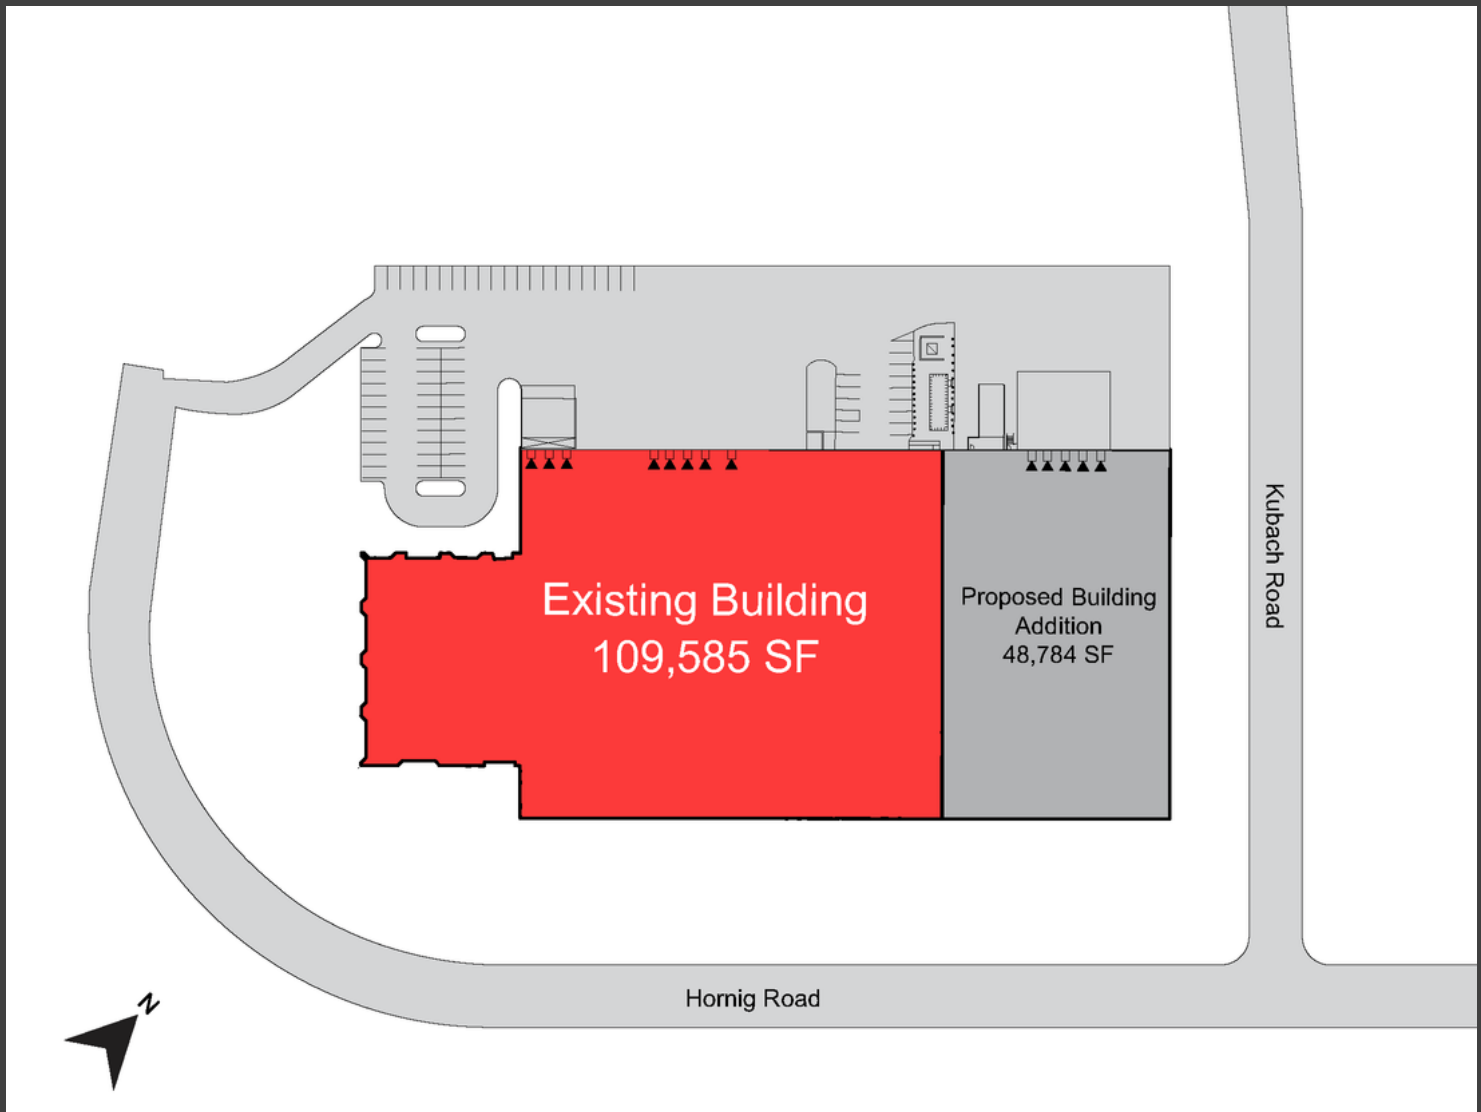 Existing Building
109,585 SF
Proposed Building
Addition
48,784 SF
Kubach Road
Hornig Road
N